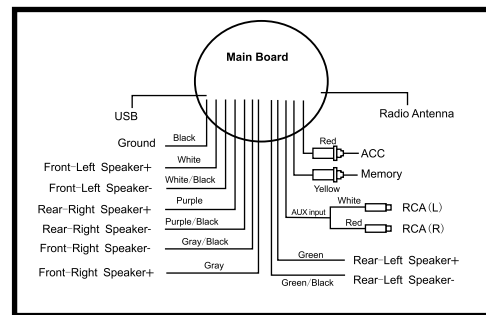 Main Board
USB
Radio Antenna
Ground
Black
Front-Left Speaker+
White
Front-Left Speaker-
White/Black
Rear-Right Speaker+
Purple
Rear-Right Speaker-
Purple/Black
Front-Right Speaker-
Gray/Black
Front-Right Speaker+
Gray
Red
ACC
Memory
Yellow
AUX input
White
RCA(L)
Red
RCA(R)
Green
Rear-Left Speaker+
Green/Black
Rear-Left Speaker-